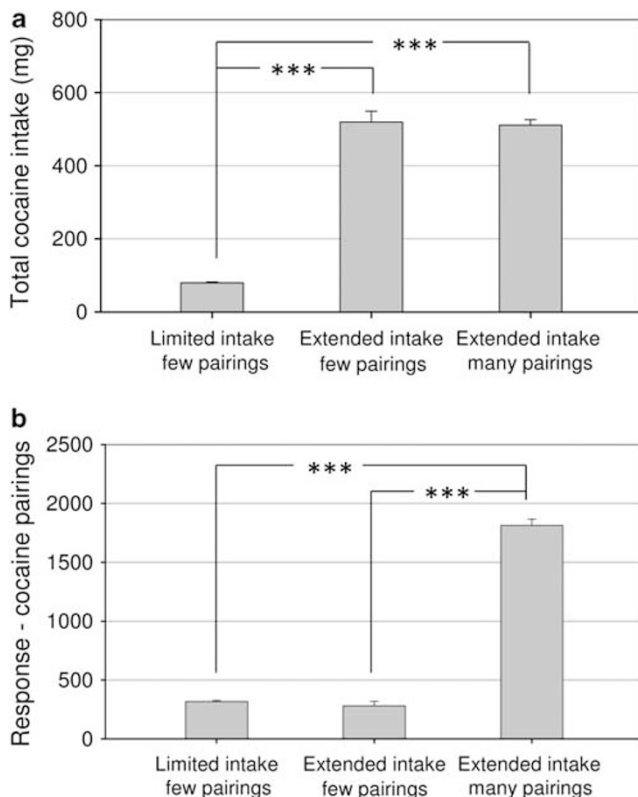 a
Total cocaine intake (mg)
800
600
400
200
0
***
***
Limited intake
few pairings
Extended intake
few pairings
Extended intake
many pairings
b
Response - cocaine pairings
2500
2000
1500
1000
500
0
***
***
Limited intake
few pairings
Extended intake
few pairings
Extended intake
many pairings